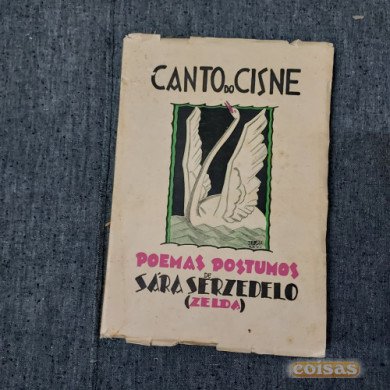 CANTO DO CISNE
POEMAS POSTUMOS
DE
SÁRA SERZEDELO
(ZELDA)
coisas